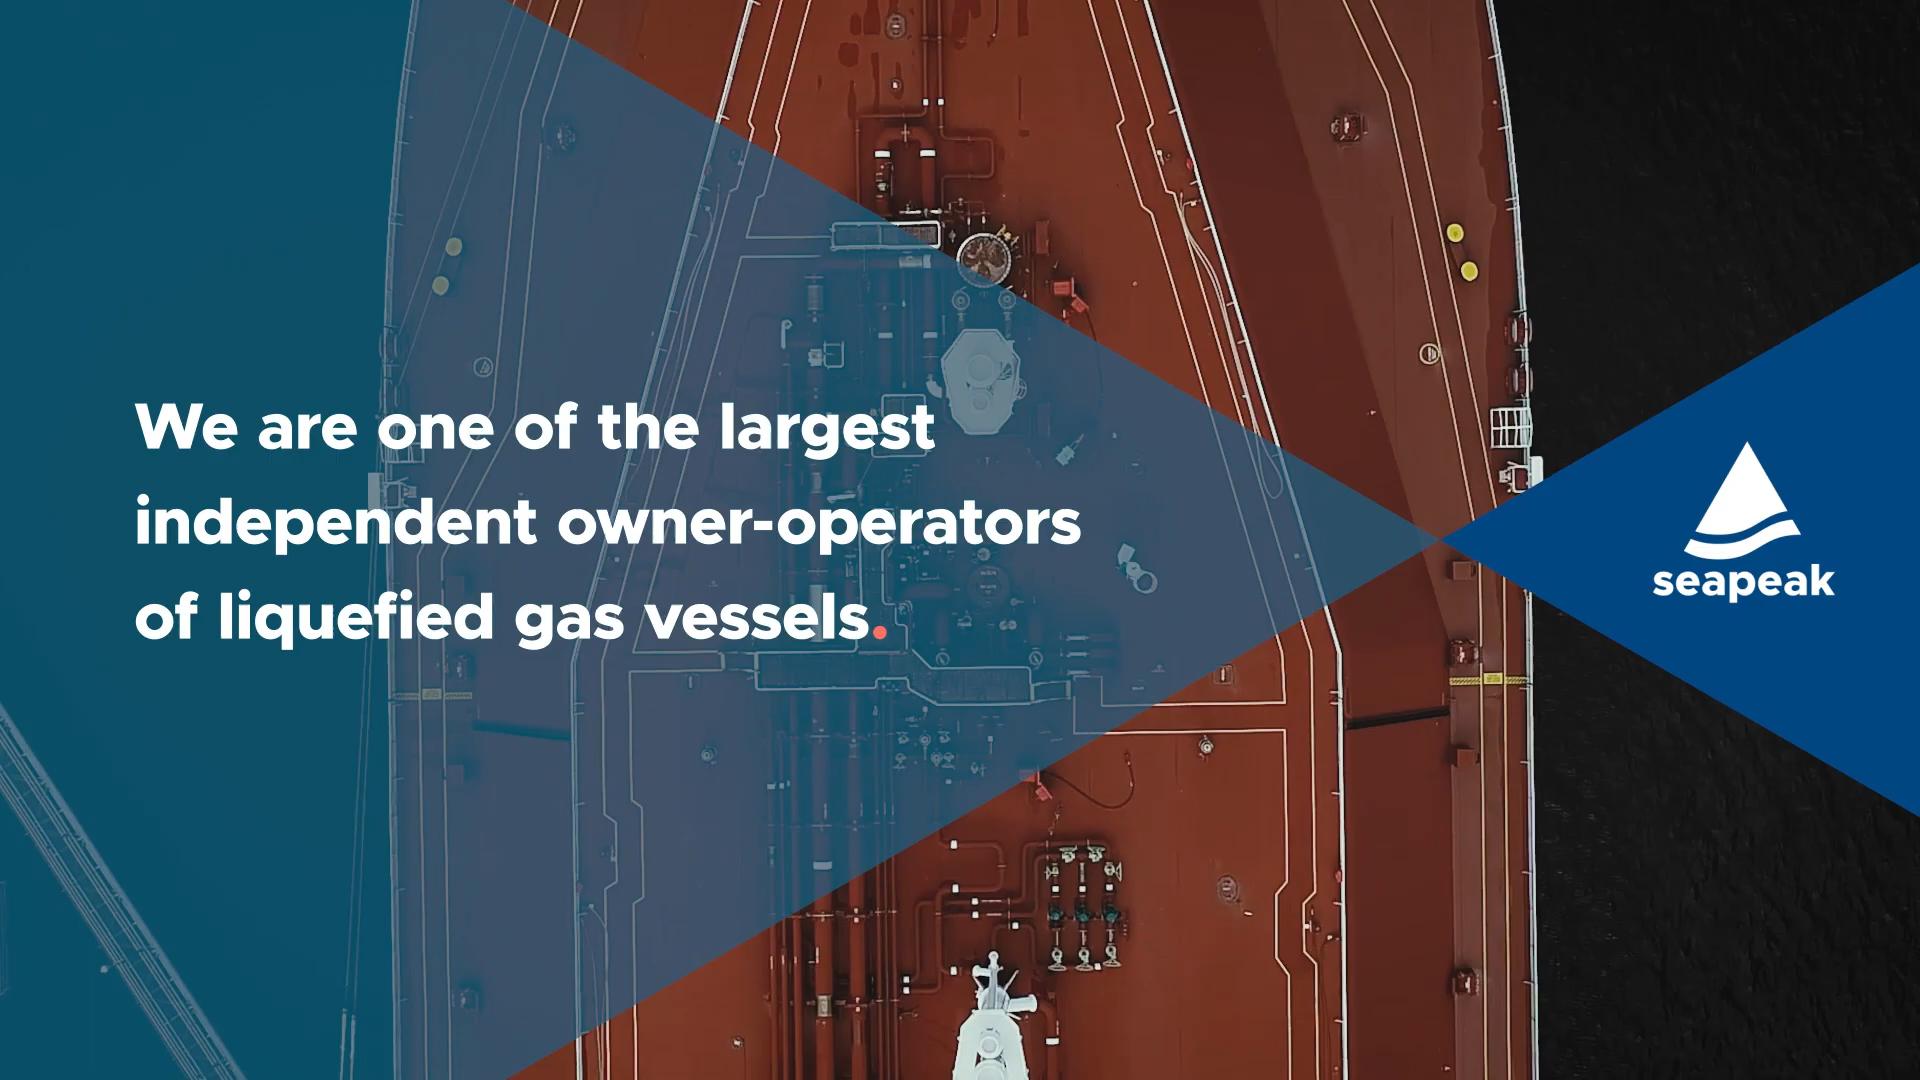 We are one of the largest
independent owner-operators
of liquefied gas vessels.
seapeak